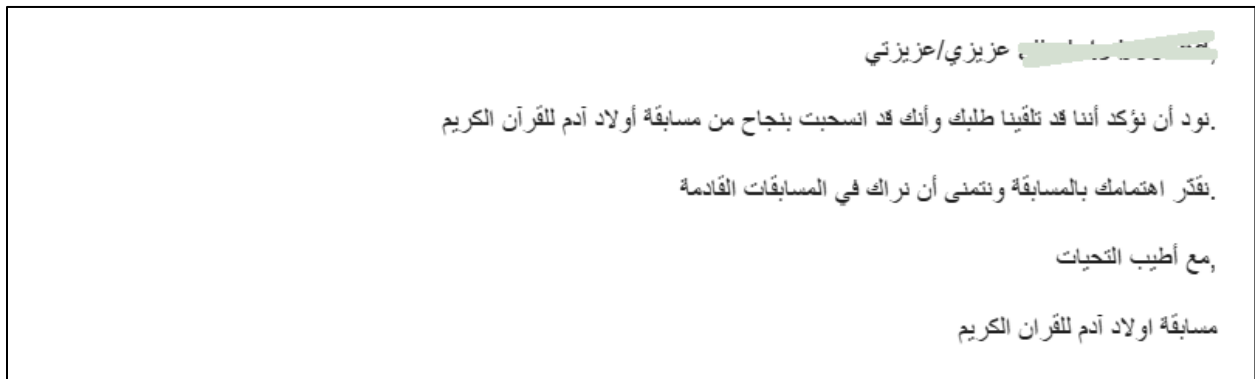 عزيزي/عزيزتي ,
نود أن نؤكد أننا قد تلقينا طلبك وأنك قد انسحبت بنجاح من مسابقة أولاد آدم للقرآن الكريم.
نقدّر اهتمامك بالمسابقة ونتمنى أن نراك في المسابقات القادمة.
مع أطيب التحيات,
مسابقة اولاد آدم للقران الكريم